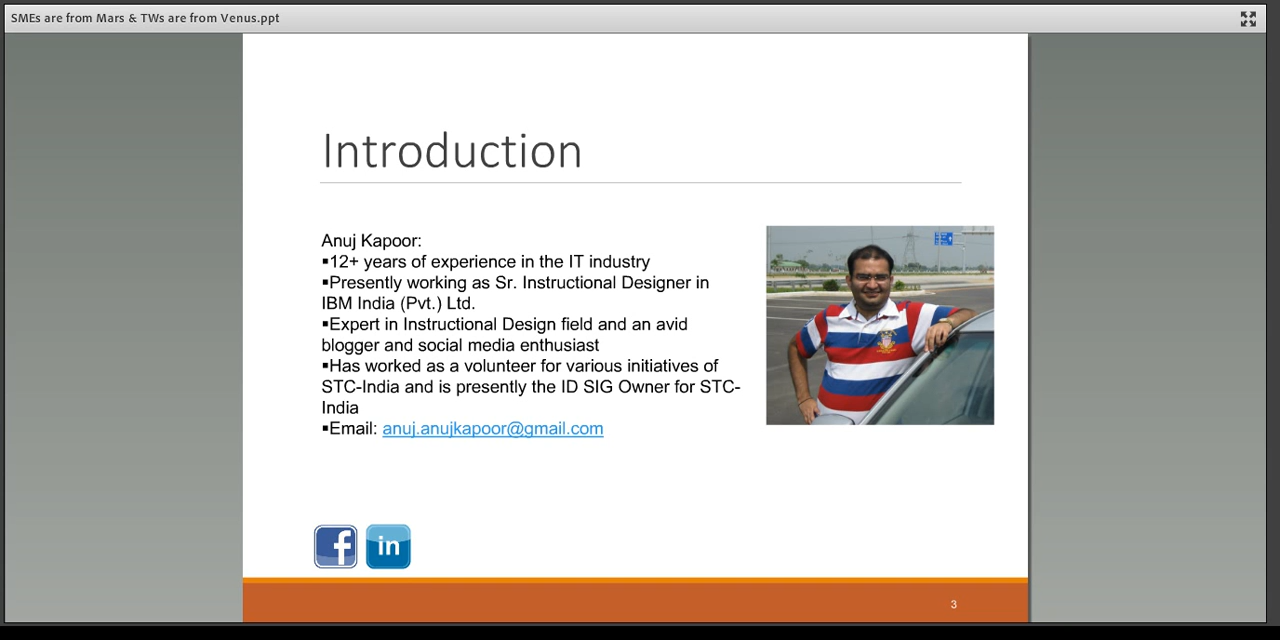 SMEs are from Mars & TWs are from Venus.ppt
Introduction
Anuj Kapoor:
▪12+ years of experience in the IT industry
▪Presently working as Sr. Instructional Designer in
IBM India (Pvt.) Ltd.
▪Expert in Instructional Design field and an avid
blogger and social media enthusiast
▪Has worked as a volunteer for various initiatives of
STC-India and is presently the ID SIG Owner for STC-
India
▪Email: anuj.anujkapoor@gmail.com
f in
3